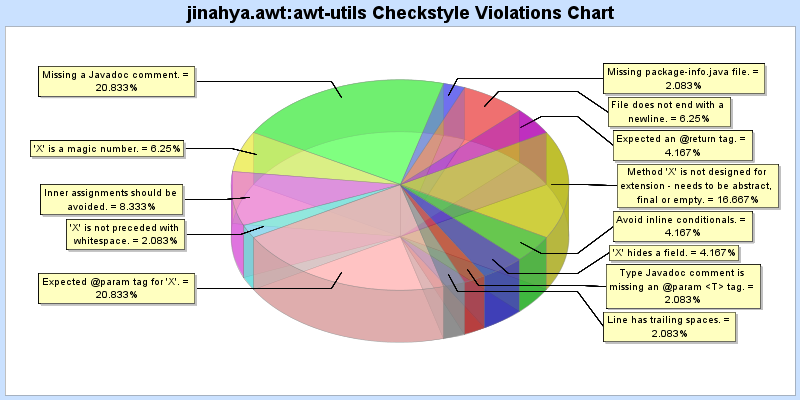 jinahya.awt:awt-utils Checkstyle Violations Chart
Missing a Javadoc comment. =
20.833%
'X' is a magic number. = 6.25%
Inner assignments should be
avoided. = 8.333%
'X' is not preceded with
whitespace. = 2.083%
Expected @param tag for 'X'. =
20.833%
Missing package-info.java file. =
2.083%
File does not end with a
newline. = 6.25%
Expected an @return tag. =
4.167%
Method 'X' is not designed for
extension - needs to be abstract,
final or empty. = 16.667%
Avoid inline conditionals. =
4.167%
'X' hides a field. = 4.167%
Type Javadoc comment is
missing an @param <T> tag. =
2.083%
Line has trailing spaces. =
2.083%